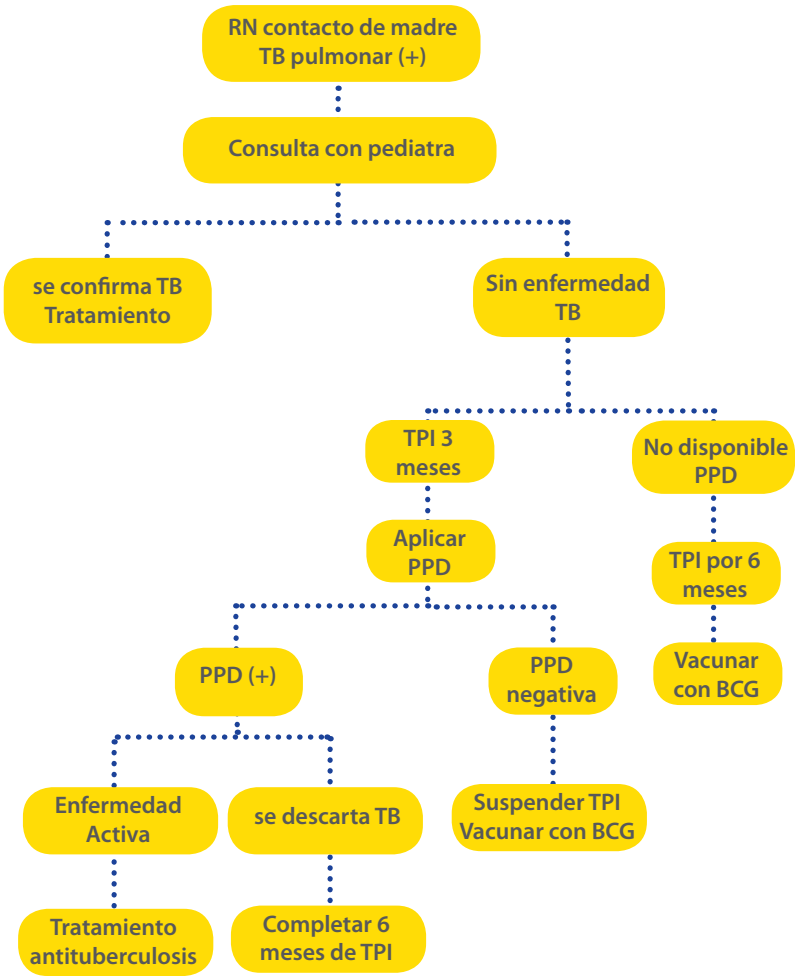 RN contacto de madre
TB pulmonar (+)
Consulta con pediatra
se confirma TB
Tratamiento
Sin enfermedad
TB
TPI 3
meses
No disponible
PPD
Aplicar
PPD
TPI por 6
meses
PPD (+)
PPD
negativa
Vacunar
con BCG
Enfermedad
Activa
se descarta TB
Suspender TPI
Vacunar con BCG
Tratamiento
antituberculosis
Completar 6
meses de TPI